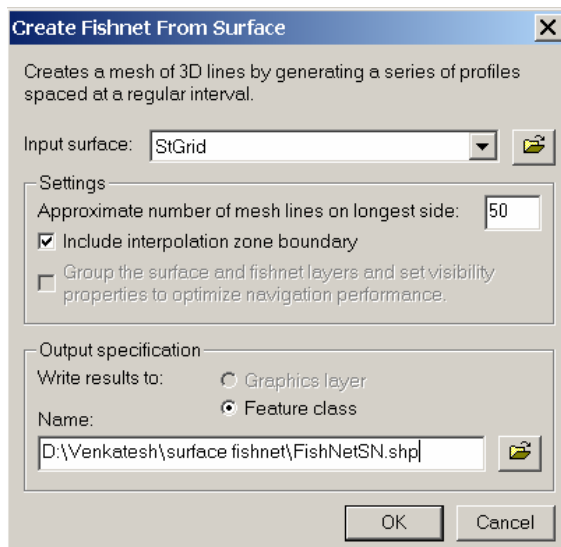 Create Fishnet From Surface
Creates a mesh of 3D lines by generating a series of profiles
spaced at a regular interval.
Input surface: StGrid
Settings
Approximate number of mesh lines on longest side: 50
Include interpolation zone boundary
Group the surface and fishnet layers and set visibility
properties to optimize navigation performance.
Output specification
Write results to: Graphics layer
Feature class
Name:
D:\Venkatesh\surface fishnet\FishNetSN.shp
OK Cancel